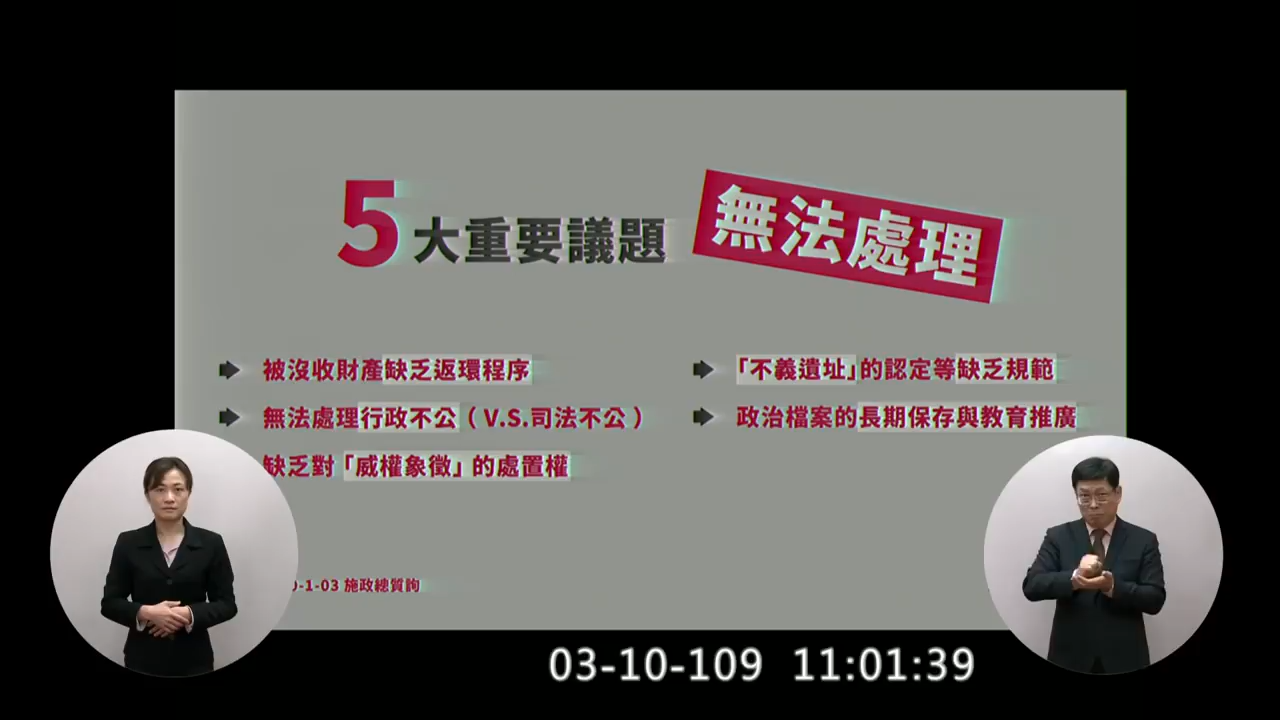 5大重要議題 無法處理
被沒收財產缺乏返環程序
無法處理行政不公（V.S.司法不公）
缺乏對「威權象徵」的處置權
「不義遺址」的認定等缺乏規範
政治檔案的長期保存與教育推廣
-1-03 施政總質詢
03-10-109 11:01:39